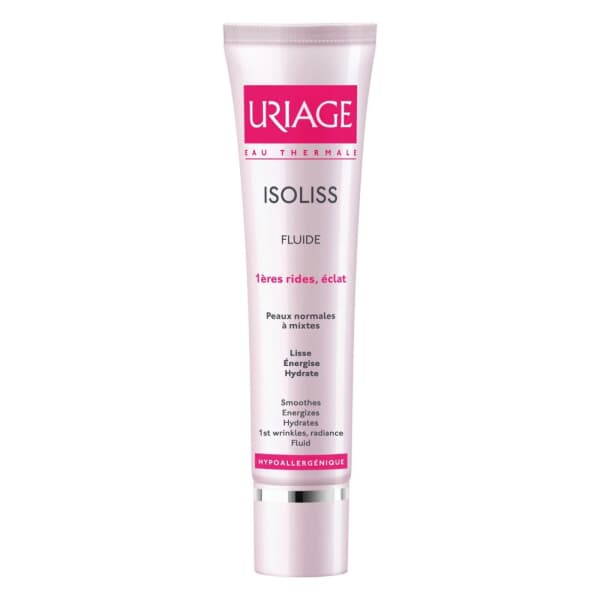 URIAGE
EAU THERMALE
ISOLISS
FLUIDE
1ères rides, éclat
Peaux normales
à mixtes
Lisse
Énergise
Hydrate
Smoothes
Energizes
Hydrates
1st wrinkles, radiance
Fluid
HYPOALLERGÉNIQUE